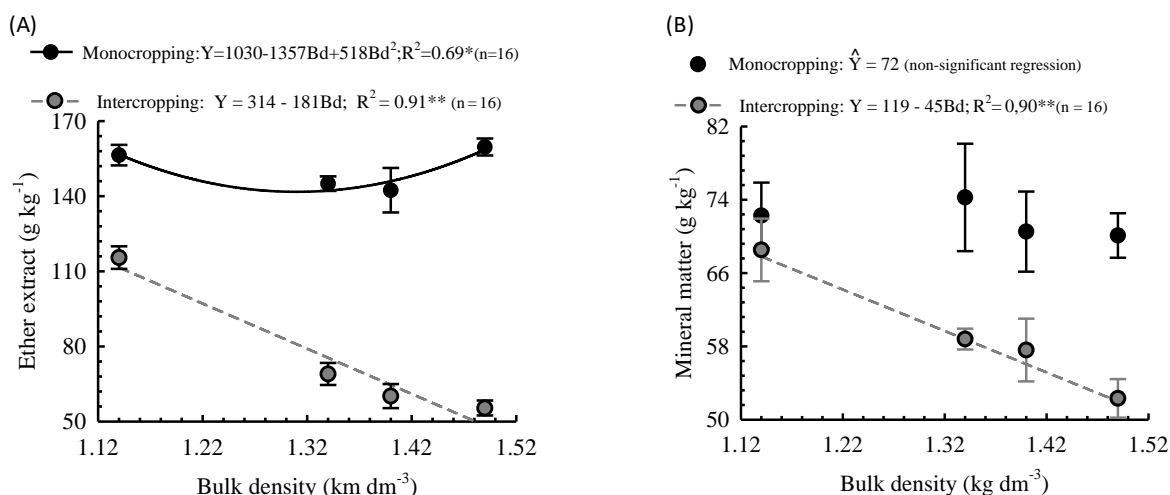 (A)
Monocropping:Y=1030-1357Bd+518Bd²;R²=0.69*(n=16)
Intercropping: Y = 314 - 181Bd; R² = 0.91** (n = 16)
170
140
110
80
50
Ether extract (g kg⁻¹)
1.12 1.22 1.32 1.42 1.52
Bulk density (km dm⁻³)
(B)
Monocropping: Ŷ = 72 (non-significant regression)
Intercropping: Y = 119 - 45Bd; R²= 0,90**(n = 16)
82
74
66
58
50
Mineral matter (g kg⁻¹)
1.12 1.22 1.32 1.42 1.52
Bulk density (kg dm⁻³)